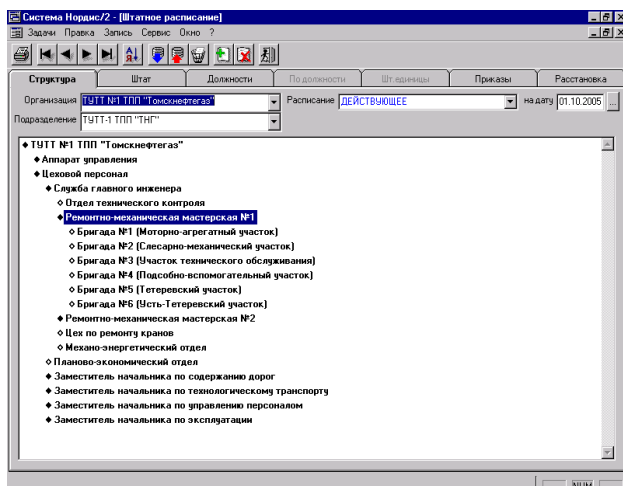 Система Нордис/2 - [Штатное расписание]
Задачи Правка Запись Сервис Окно ?
Структура Штат Должности По должности Шт.единицы Приказы Расстановка
Организация ТУТТ №1 ТПП "Томскнефтегаз" Расписание ДЕЙСТВУЮЩЕЕ на дату 01.10.2005 ...
Подразделение ТУТТ-1 ТПП "ТНГ"
ТУТТ №1 ТПП "Томскнефтегаз"
Аппарат управления
Цеховой персонал
Служба главного инженера
Отдел технического контроля
Ремонтно-механическая мастерская №1
Бригада №1 (Моторно-агрегатный участок)
Бригада №2 (Слесарно-механический участок)
Бригада №3 (Участок технического обслуживания)
Бригада №4 (Подсобно-вспомогательный участок)
Бригада №5 (Тетеревский участок)
Бригада №6 (Усть-Тетеревский участок)
Ремонтно-механическая мастерская №2
Цех по ремонту кранов
Механо-энергетический отдел
Планово-экономический отдел
Заместитель начальника по содержанию дорог
Заместитель начальника по технологическому транспорту
Заместитель начальника по управлению персоналом
Заместитель начальника по эксплуатации
NUM